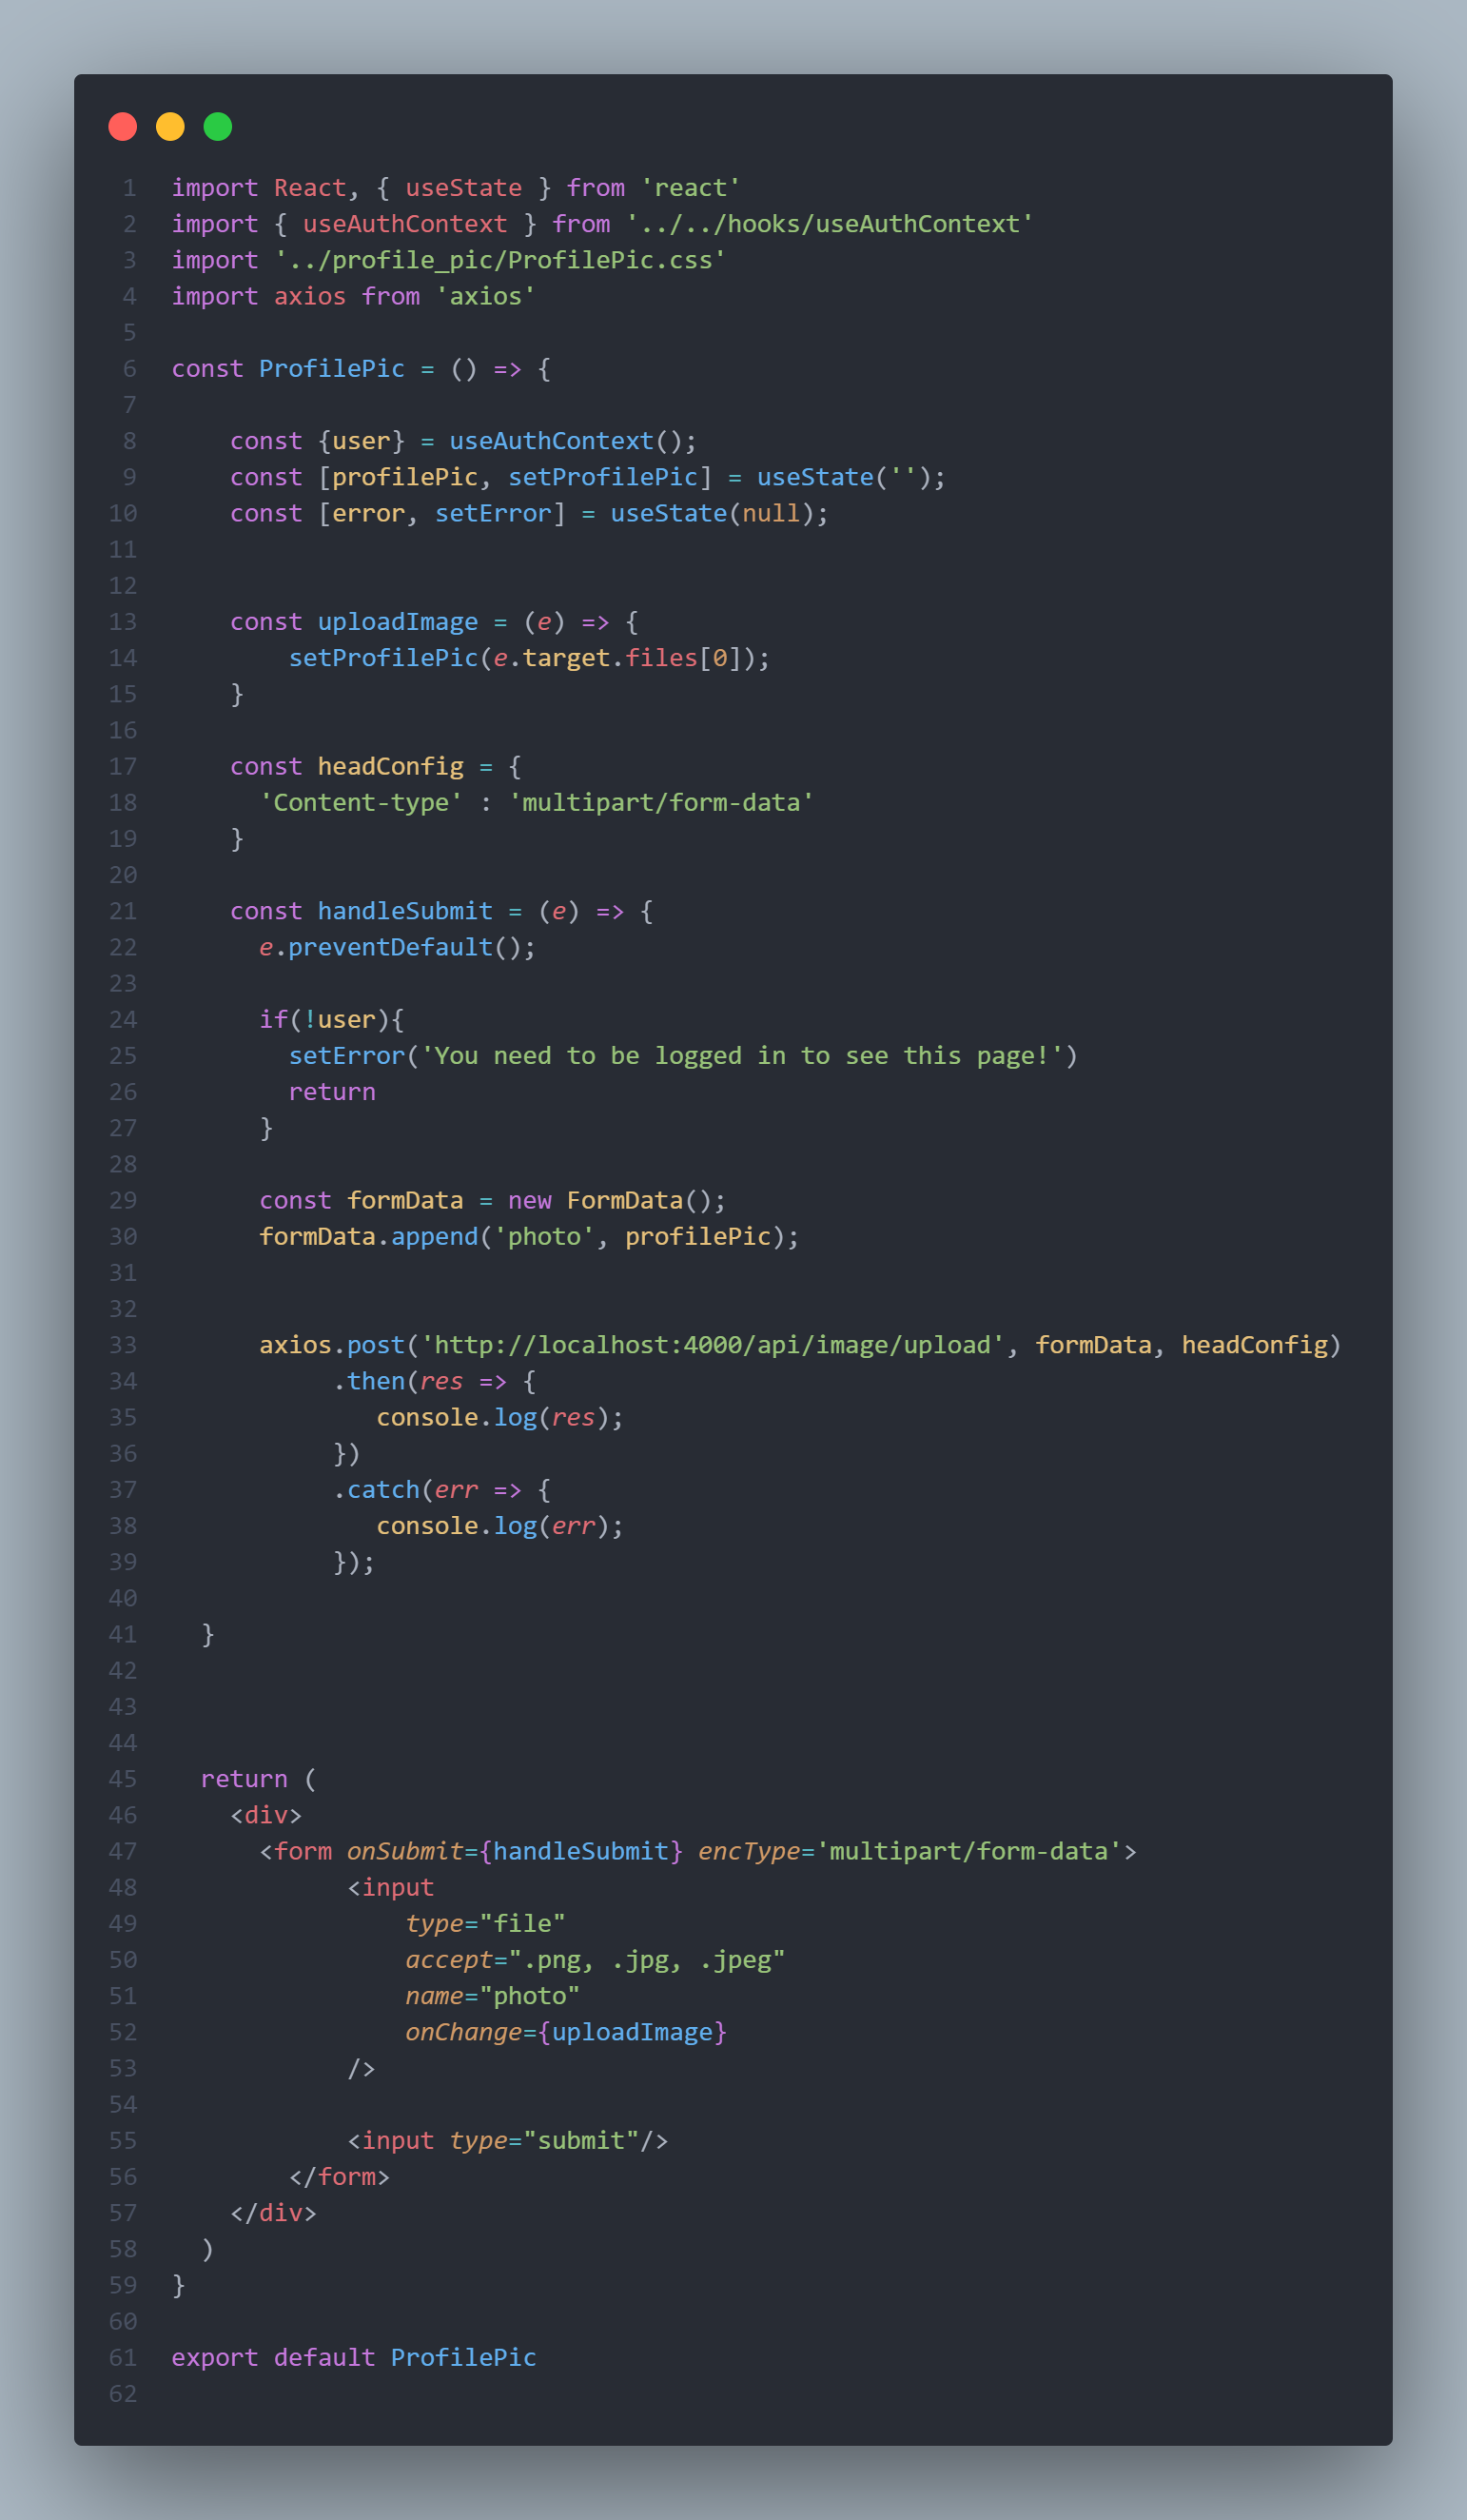 1 import React, { useState } from 'react'
2 import { useAuthContext } from '../../hooks/useAuthContext'
3 import '../profile_pic/ProfilePic.css'
4 import axios from 'axios'
5
6 const ProfilePic = () => {
7
8     const {user} = useAuthContext();
9     const [profilePic, setProfilePic] = useState('');
10     const [error, setError] = useState(null);
11
12
13     const uploadImage = (e) => {
14         setProfilePic(e.target.files[0]);
15     }
16
17     const headConfig = {
18       'Content-type' : 'multipart/form-data'
19     }
20
21     const handleSubmit = (e) => {
22       e.preventDefault();
23
24       if(!user){
25         setError('You need to be logged in to see this page!')
26         return
27       }
28
29       const formData = new FormData();
30       formData.append('photo', profilePic);
31
32
33       axios.post('http://localhost:4000/api/image/upload', formData, headConfig)
34            .then(res => {
35               console.log(res);
36            })
37            .catch(err => {
38               console.log(err);
39            });
40
41   }
42
43
44
45   return (
46     <div>
47       <form onSubmit={handleSubmit} encType='multipart/form-data'>
48             <input
49                 type="file"
50                 accept=".png, .jpg, .jpeg"
51                 name="photo"
52                 onChange={uploadImage}
53             />
54
55             <input type="submit"/>
56         </form>
57     </div>
58   )
59 }
60
61 export default ProfilePic
62